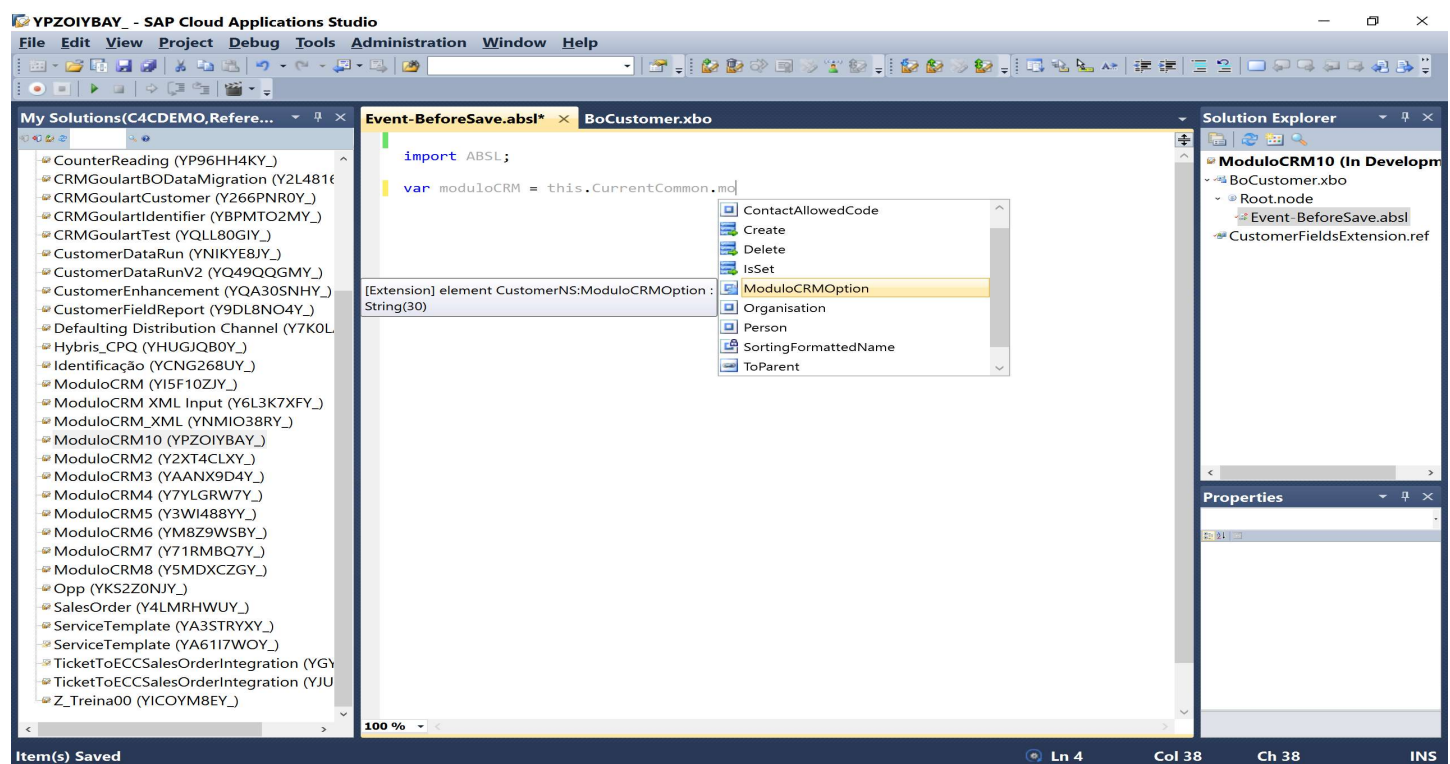 YPZOIYBAY_ - SAP Cloud Applications Studio
File Edit View Project Debug Tools Administration Window Help
My Solutions(C4CDEMO,Refere...
CounterReading (YP96HH4KY_)
CRMGoulartBODataMigration (Y2L481
CRMGoulartCustomer (Y266PNR0Y_)
CRMGoulartIdentifier (YBPMTO2MY_)
CRMGoulartTest (YQLL80GIY_)
CustomerDataRun (YNIKYE8JY_)
CustomerDataRunV2 (YQ49QQGMY_)
CustomerEnhancement (YQA30SNHY_)
CustomerFieldReport (Y9DL8NO4Y_)
Defaulting Distribution Channel (Y7K0L
Hybris_CPQ (YHUGJQB0Y_)
Identificação (YCNG268UY_)
ModuloCRM (YI5F10ZJY_)
ModuloCRM XML Input (Y6L3K7XFY_)
ModuloCRM_XML (YNMIO38RY_)
ModuloCRM10 (YPZOIYBAY_)
ModuloCRM2 (Y2XT4CLXY_)
ModuloCRM3 (YAANX9D4Y_)
ModuloCRM4 (Y7YLGRW7Y_)
ModuloCRM5 (Y3WI488YY_)
ModuloCRM6 (YM8Z9WSBY_)
ModuloCRM7 (Y71RMBQ7Y_)
ModuloCRM8 (Y5MDXCZGY_)
Opp (YKS2Z0NJY_)
SalesOrder (Y4LMRHWUY_)
ServiceTemplate (YA3STRYXY_)
ServiceTemplate (YA61I7WOY_)
TicketToECCSalesOrderIntegration (YGY
TicketToECCSalesOrderIntegration (YJU
Z_Treina00 (YICOYM8EY_)
Event-BeforeSave.absl* BoCustomer.xbo
import ABSL;
var moduloCRM = this.CurrentCommon.mo
ContactAllowedCode
Create
Delete
IsSet
ModuloCRMOption
Organisation
Person
SortingFormattedName
ToParent
[Extension] element CustomerNS:ModuloCRMOption :
String(30)
100 %
Solution Explorer
ModuloCRM10 (In Developm
BoCustomer.xbo
Root.node
Event-BeforeSave.absl
CustomerFieldsExtension.ref
Properties
Item(s) Saved Ln 4 Col 38 Ch 38 INS